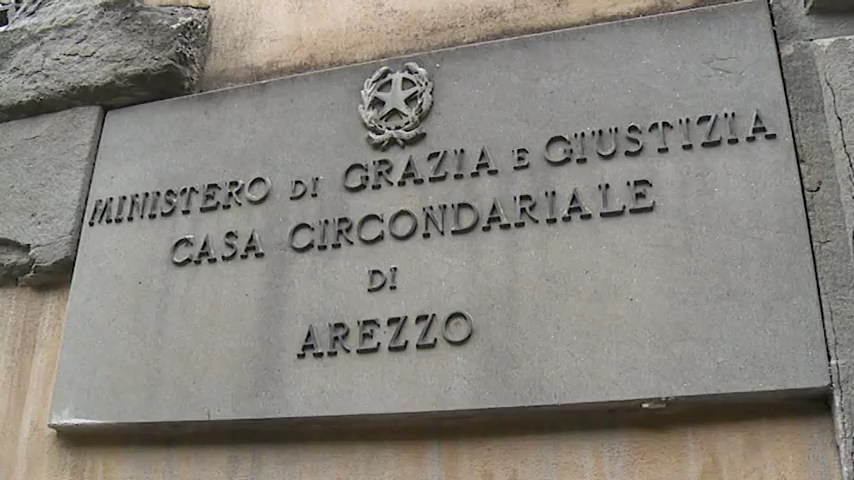 MINISTERO DI GRAZIA E GIUSTIZIA
CASA CIRCONDARIALE
DI
AREZZO